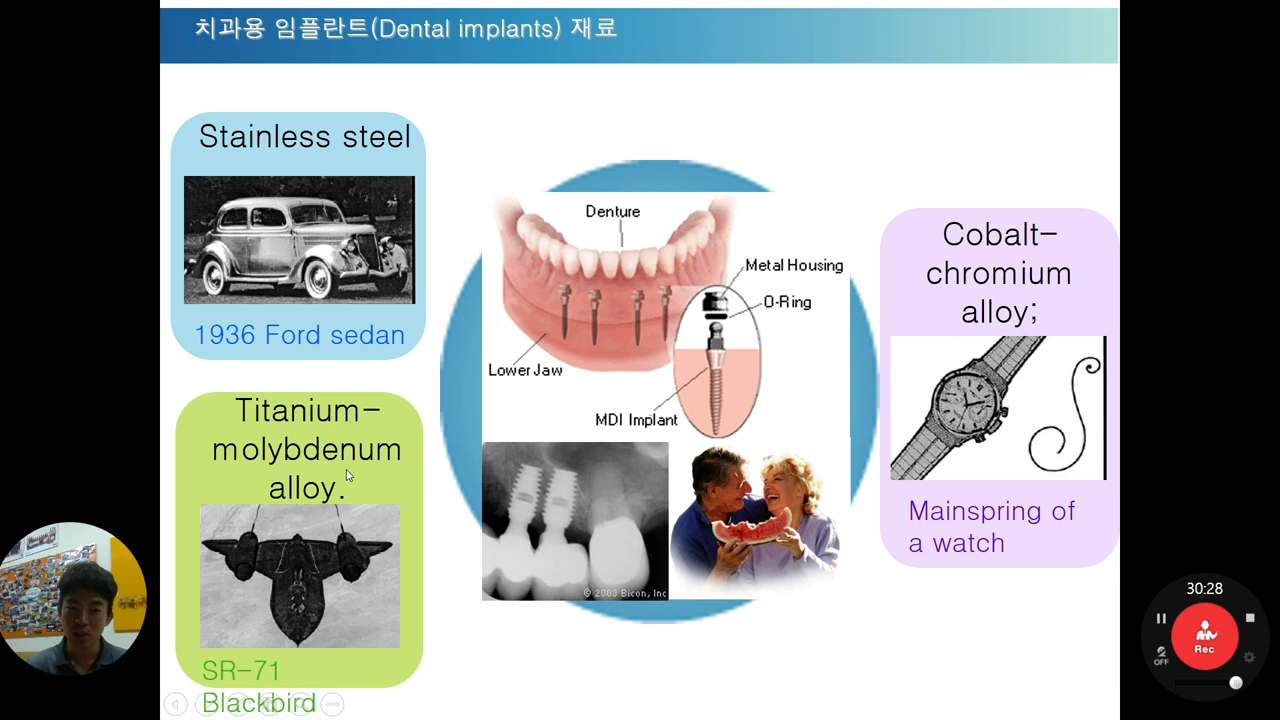 치과용 임플란트(Dental implants) 재료
Stainless steel
1936 Ford sedan
Titanium-
molybdenum
alloy.
SR-71
Blackbird
Denture
Metal Housing
O-Ring
Lower Jaw
MDI Implant
© 2003 Bicon, Inc
Cobalt-
chromium
alloy;
Mainspring of
a watch
30:28
Rec
OFF